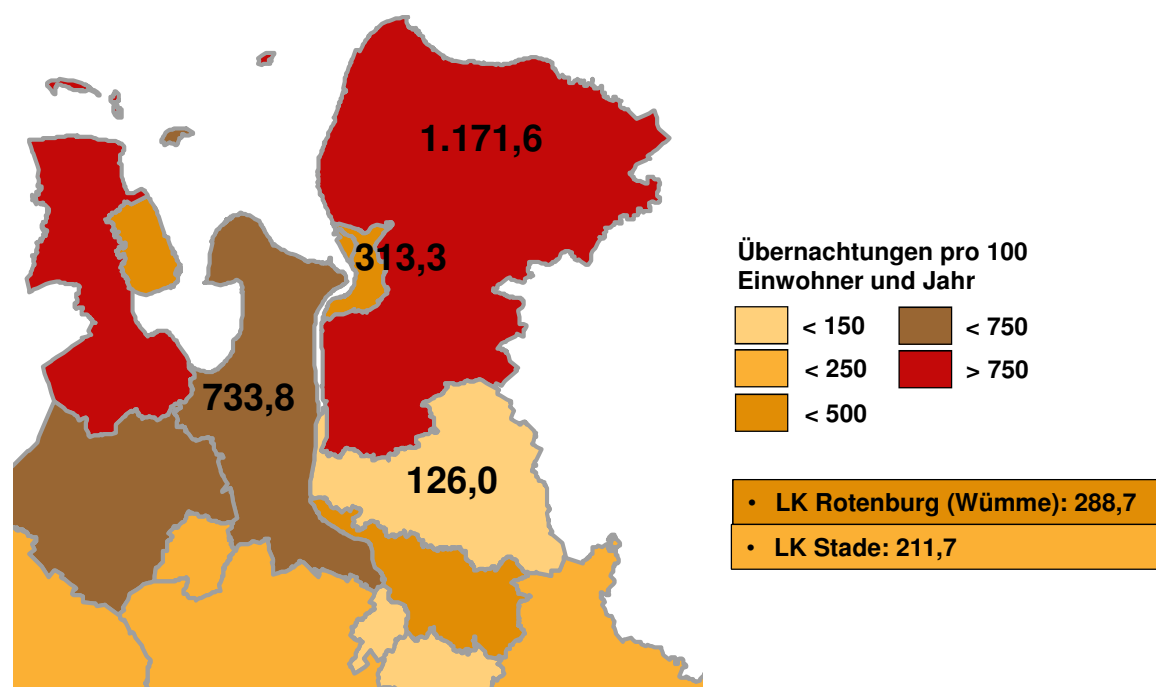 1.171,6
313,3
733,8
126,0
Übernachtungen pro 100
Einwohner und Jahr
< 150
< 750
< 250
> 750
< 500
• LK Rotenburg (Wümme): 288,7
• LK Stade: 211,7